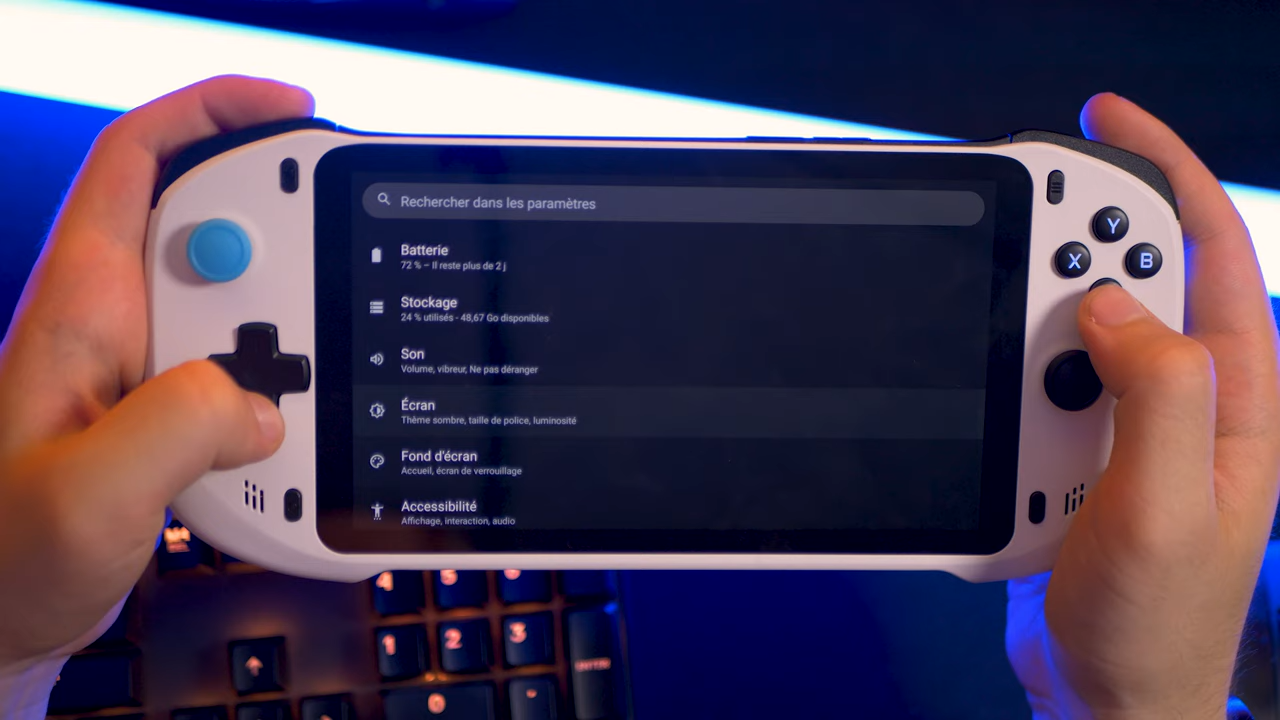 Rechercher dans les paramètres
Batterie
72 % – Il reste plus de 2 j
Stockage
24 % utilisés - 48,67 Go disponibles
Son
Volume, vibreur, Ne pas déranger
Écran
Thème sombre, taille de police, luminosité
Fond d'écran
Accueil, écran de verrouillage
Accessibilité
Affichage, interaction, audio
Y
X
B
4
1
2
3
0